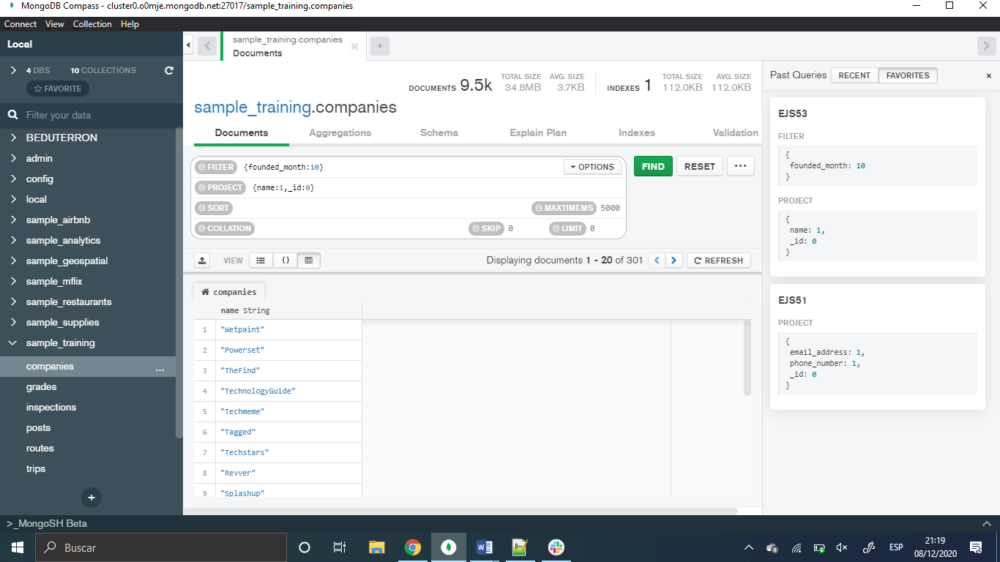 MongoDB Compass - cluster0.o0mje.mongodb.net:27017/sample_training.companies
Connect View Collection Help
Local
4 DBS 10 COLLECTIONS
FAVORITE
Filter your data
BEDUTERRON
admin
config
local
sample_airbnb
sample_analytics
sample_geospatial
sample_mflix
sample_restaurants
sample_supplies
sample_training
companies ...
grades
inspections
posts
routes
trips
+
sample_training.companies
Documents
+
DOCUMENTS 9.5k TOTAL SIZE 34.8MB AVG. SIZE 3.7KB INDEXES 1 TOTAL SIZE 112.0KB AVG. SIZE 112.0KB
sample_training.companies
Documents Aggregations Schema Explain Plan Indexes Validation
FILTER {founded_month:10} OPTIONS FIND RESET ...
PROJECT {name:1,_id:0}
SORT MAXTIMEMS 5000
COLLATION SKIP 0 LIMIT 0
VIEW {} Displaying documents 1 - 20 of 301 < > REFRESH
companies
name String
1 "Wetpaint"
2 "Powerset"
3 "TheFind"
4 "TechnologyGuide"
5 "Techmeme"
6 "Tagged"
7 "Techstars"
8 "Revver"
9 "Splashup"
Past Queries RECENT FAVORITES ×
EJS53
FILTER
{
founded_month: 10
}
PROJECT
{
name: 1,
_id: 0
}
EJS51
PROJECT
{
email_address: 1,
phone_number: 1,
_id: 0
}
>_MongoSH Beta
Buscar
ESP
21:19
08/12/2020